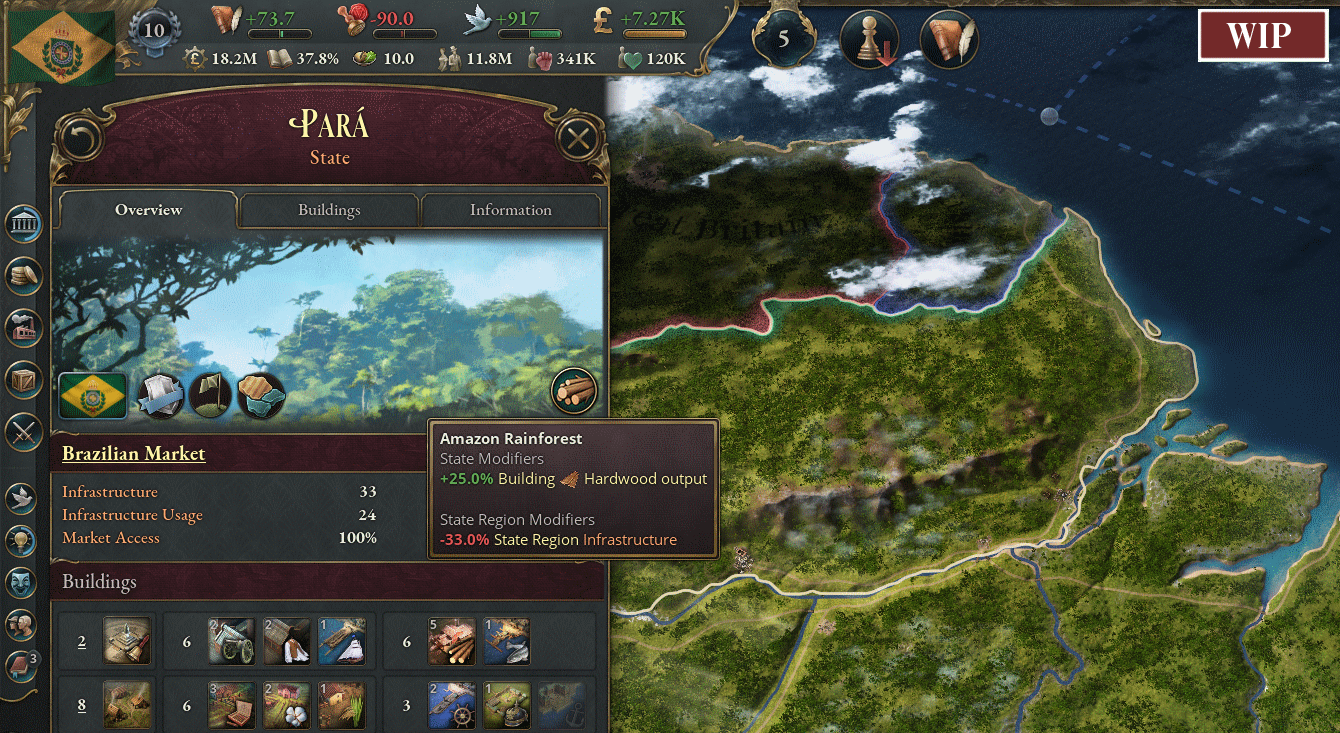 10
+73.7
-90.0
+917
+7.27K
18.2M
37.8%
10.0
11.8M
341K
120K
5
WIP
PARÁ
State
Overview
Buildings
Information
Brazilian Market
Infrastructure 33
Infrastructure Usage 24
Market Access 100%
Amazon Rainforest
State Modifiers
+25.0% Building Hardwood output
State Region Modifiers
-33.0% State Region Infrastructure
Buildings
2
6
2
2
1
6
5
1
8
6
3
2
1
3
2
1
3